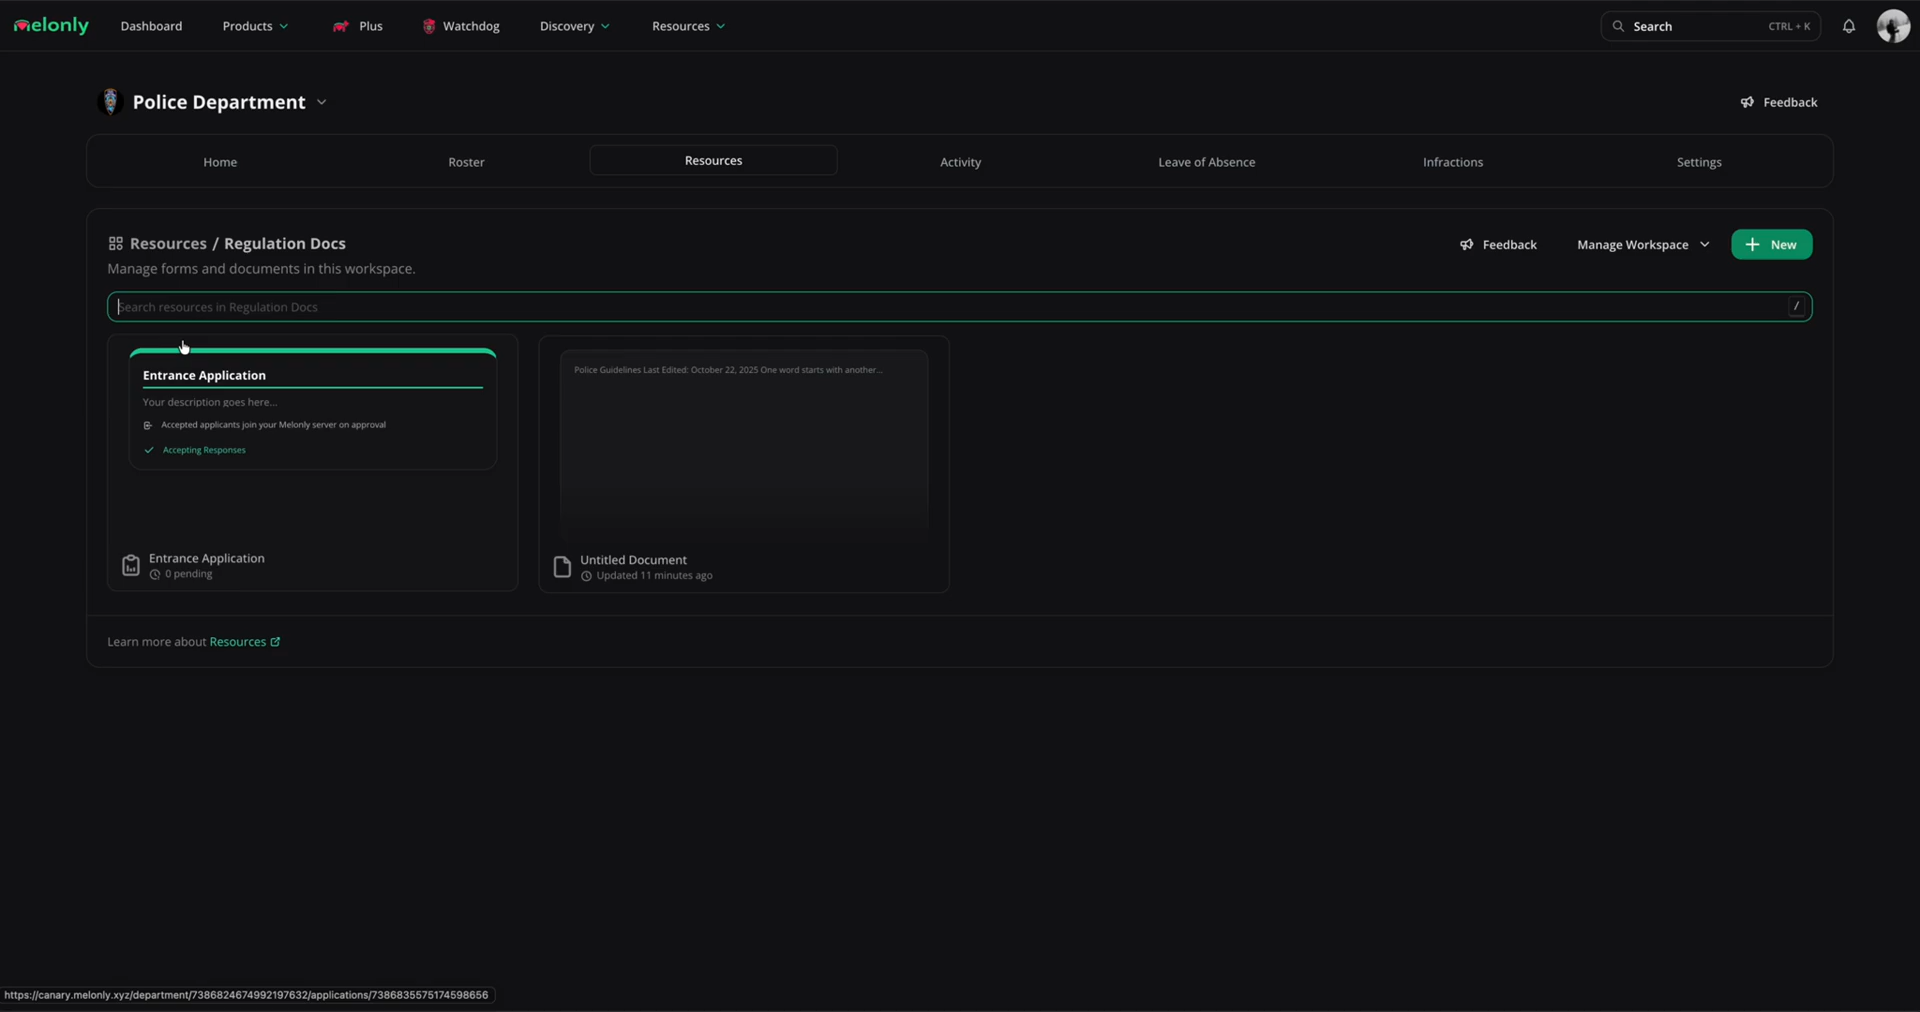 melonly Dashboard Products Plus Watchdog Discovery Resources Search CTRL + K
Police Department Feedback
Home Roster Resources Activity Leave of Absence Infractions Settings
Resources / Regulation Docs Feedback Manage Workspace + New
Manage forms and documents in this workspace.
Search resources in Regulation Docs /
Entrance Application
Your description goes here...
Accepted applicants join your Melonly server on approval
Accepting Responses
Entrance Application
0 pending
Police Guidelines Last Edited: October 22, 2025 One word starts with another...
Untitled Document
Updated 11 minutes ago
Learn more about Resources
https://canary.melonly.xyz/department/7386824674992197632/applications/7386835575174598656